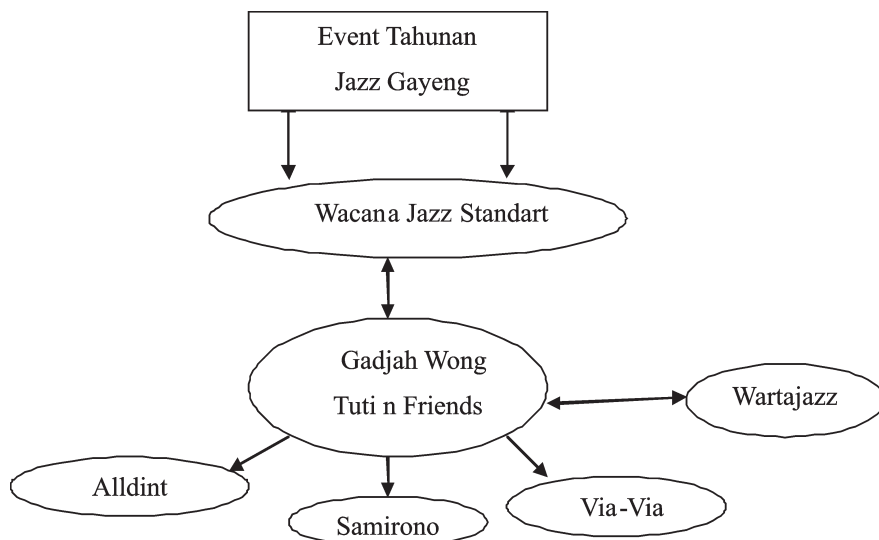 Event Tahunan
Jazz Gayeng
Wacana Jazz Standart
Gadjah Wong
Tuti n Friends
Wartajazz
Alldint
Samirono
Via-Via